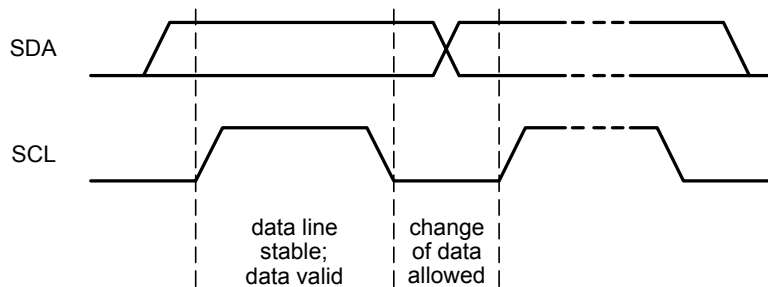 SDA
SCL
data line
stable;
data valid
change
of data
allowed